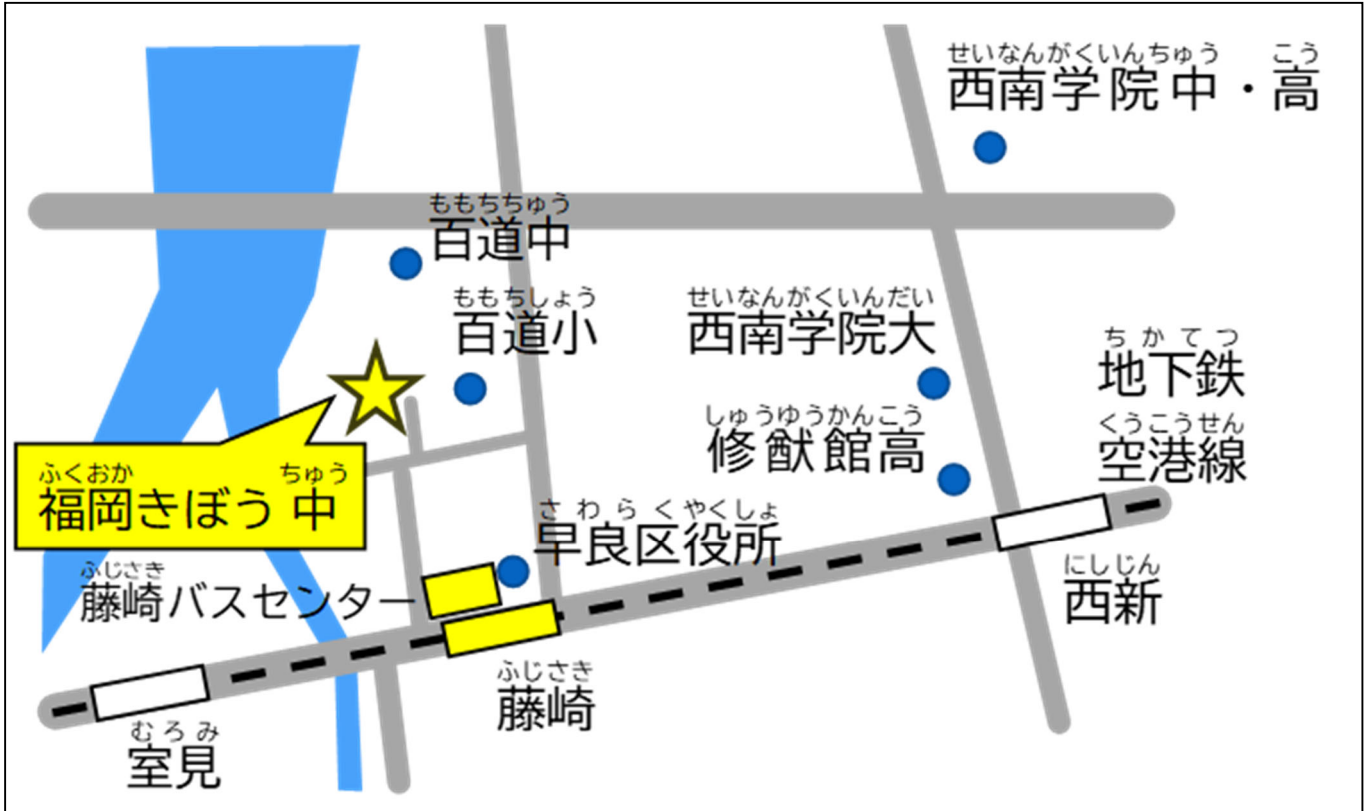 せいなんがくいんちゅう こう
西南学院中・高
ももちちゅう
百道中
ももちしょう
百道小
せいなんがくいんだい
西南学院大
ちかてつ
地下鉄
しゅうゆうかんこう
修猷館高
くうこうせん
空港線
ふくおか ちゅう
福岡きぼう中
さわらくやくしょ
早良区役所
ふじさき
藤崎バスセンター
にしじん
西新
ふじさき
藤崎
むろみ
室見